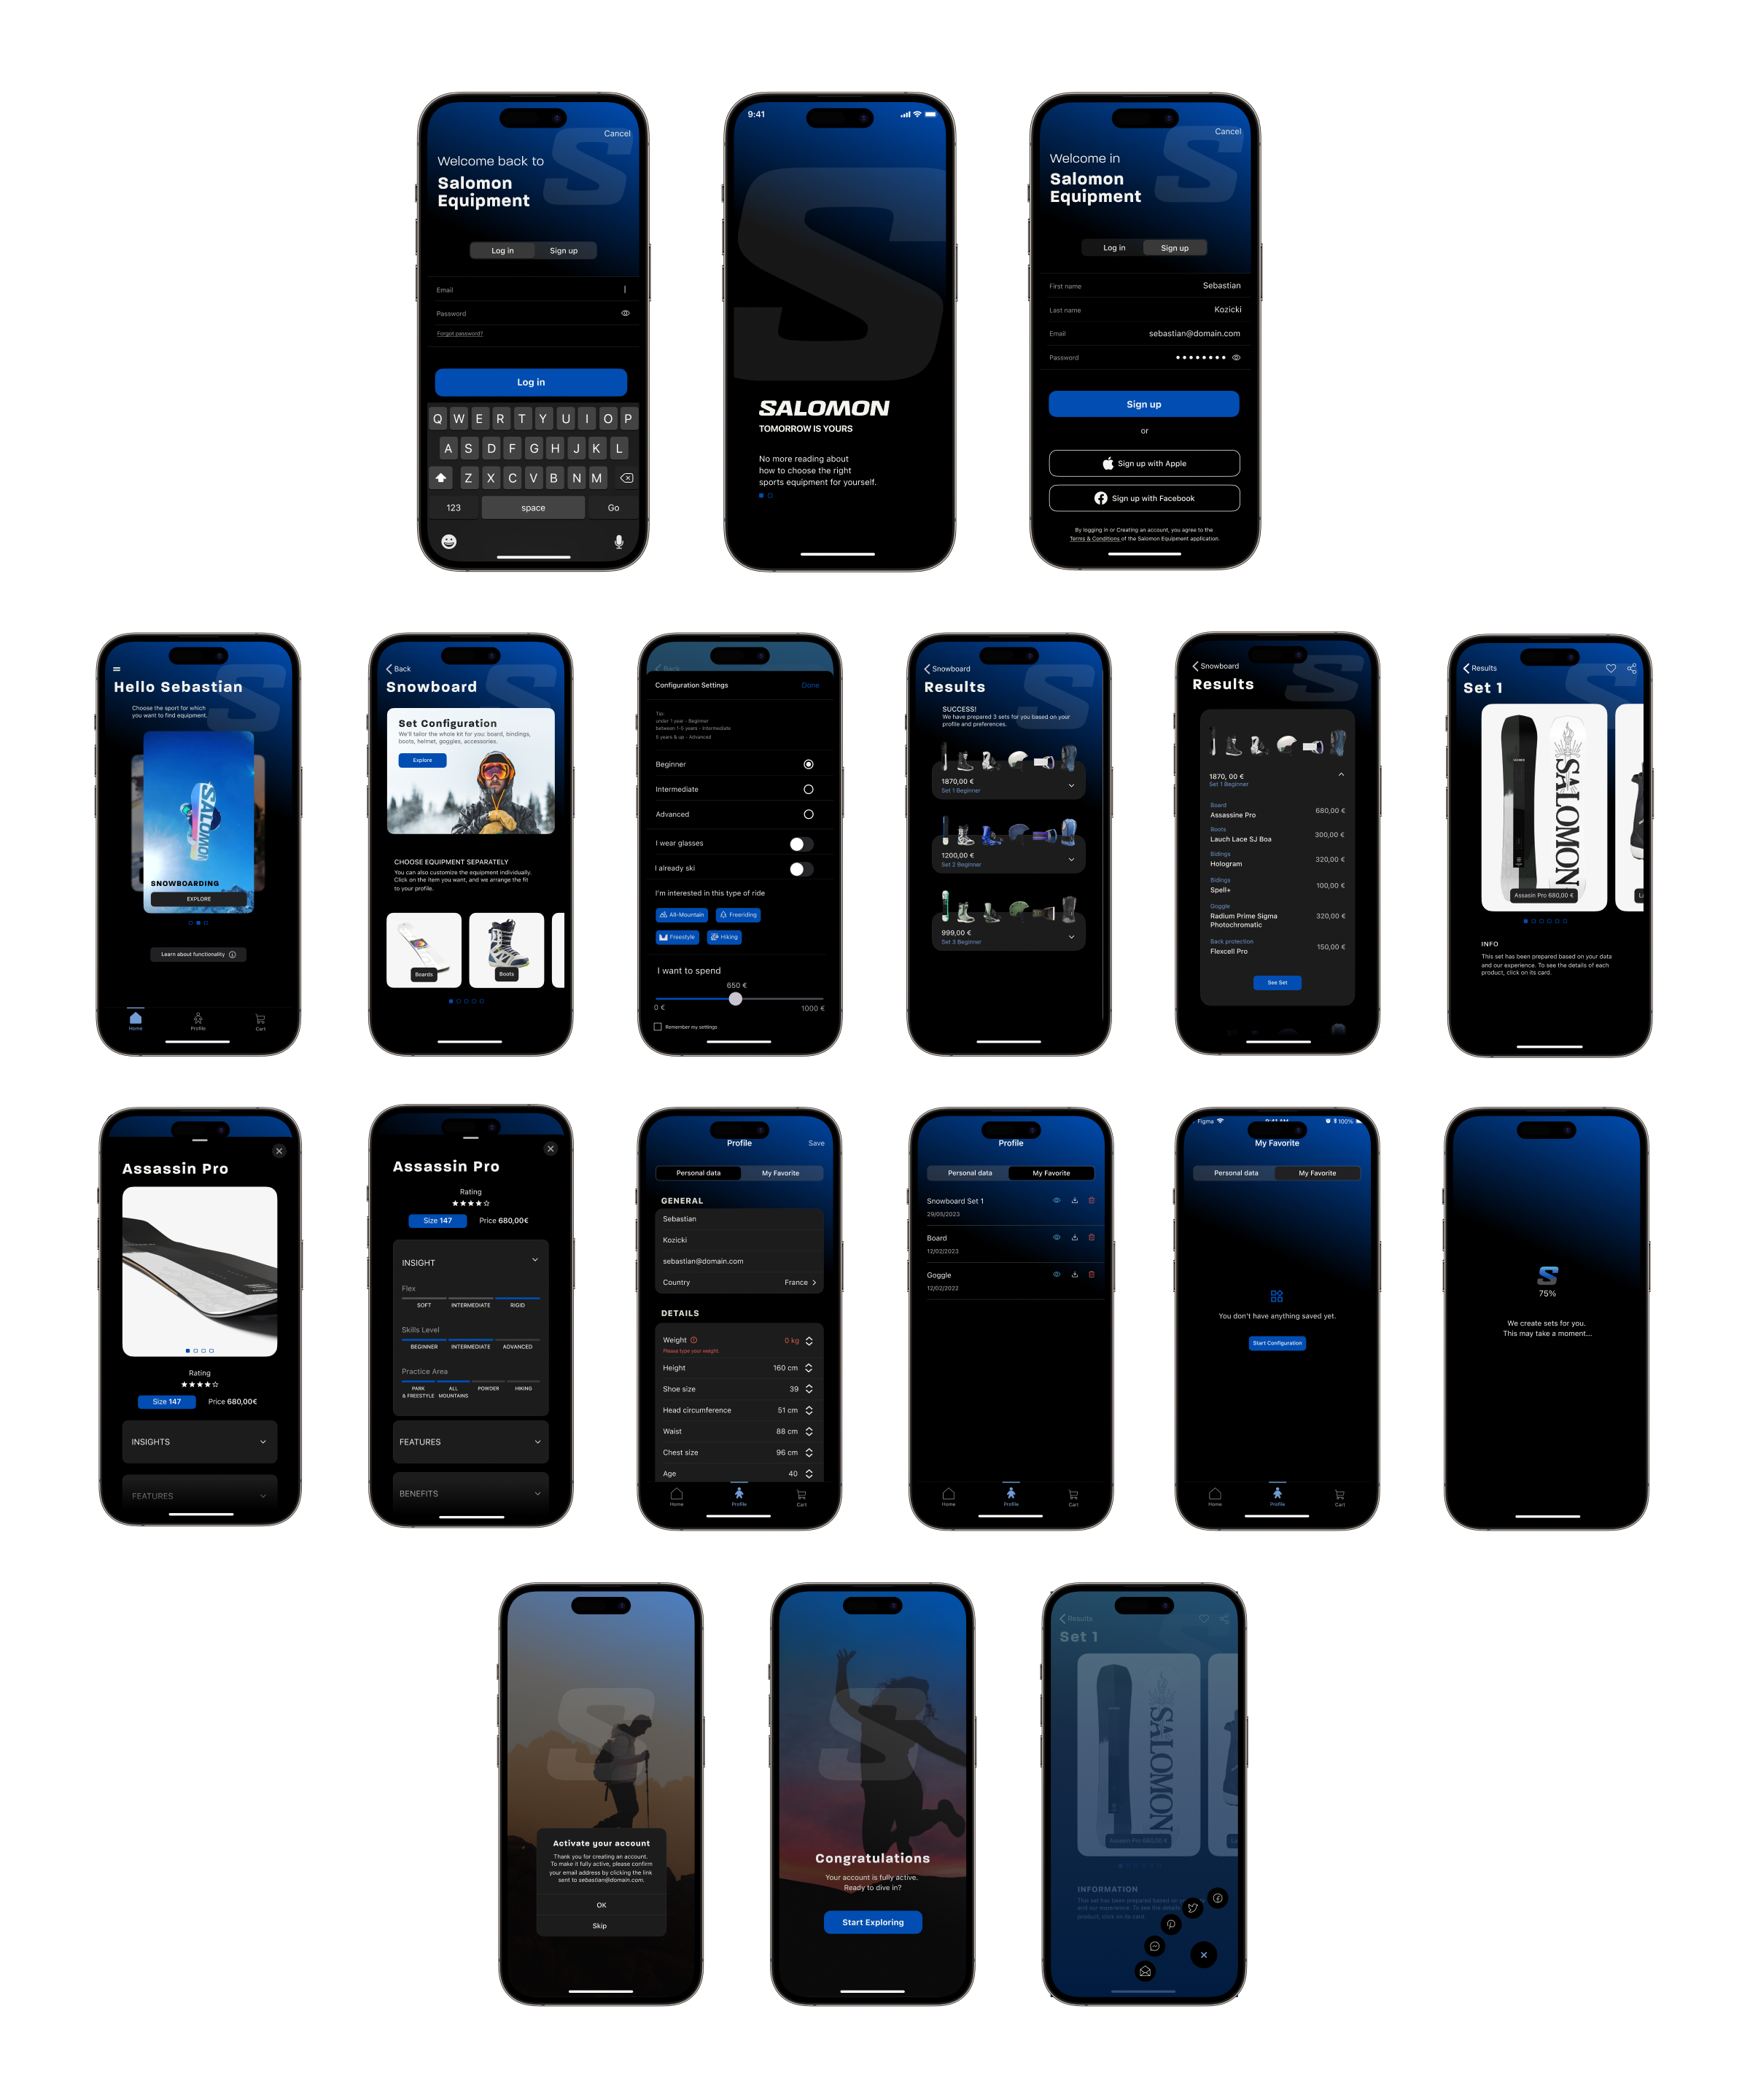 Cancel
Welcome back to
Salomon
Equipment
Log in
Sign up
Email
Password
Forgot password?
Log in
Q W E R T Y U I O P
A S D F G H J K L
Z X C V B N M
123
space
Go
9:41
SALOMON
TOMORROW IS YOURS
No more reading about
how to choose the right
sports equipment for yourself.
Cancel
Welcome in
Salomon
Equipment
Log in
Sign up
First name
Sebastian
Last name
Kozicki
Email
sebastian@domain.com
Password
Sign up
or
Sign up with Apple
Sign up with Facebook
By logging in or Creating an account, you agree to the
Terms & Conditions of the Salomon Equipment application.
Hello Sebastian
Choose the sport for which
you want to find equipment.
SALOMON
SNOWBOARDING
EXPLORE
Learn about functionality
Home
Profile
Cart
Back
Snowboard
Set Configuration
We'll tailor the whole kit for you: board, bindings,
boots, helmet, goggles, accessories.
Explore
CHOOSE EQUIPMENT SEPARATELY
You can also customize the equipment individually.
Click on the item you want, and we arrange the fit
to your profile.
Boards
Boots
Back
Configuration Settings
Done
Tip:
under 1 year - Beginner
between 1-5 years - Intermediate
5 years & up - Advanced
Beginner
Intermediate
Advanced
I wear glasses
I already ski
I'm interested in this type of ride
All-Mountain
Freeriding
Freestyle
Hiking
I want to spend
650 €
0 €
1000 €
Remember my settings
Snowboard
Results
SUCCESS!
We have prepared 3 sets for you based on your
profile and preferences.
1870,00 €
Set 1 Beginner
1200,00 €
Set 2 Beginner
999,00 €
Set 3 Beginner
Snowboard
Results
1870, 00 €
Set 1 Beginner
Board
Assassine Pro
680,00 €
Boots
Lauch Lace SJ Boa
300,00 €
Bidings
Hologram
320,00 €
Bidings
Spell+
100,00 €
Goggle
Radium Prime Sigma
Photochromatic
320,00 €
Back protection
Flexcell Pro
150,00 €
See Set
Results
Set 1
SALOMON
Assasin Pro 680,00 €
INFO
This set has been prepared based on your data
and our experience. To see the details of each
product, click on its card.
Assassin Pro
Rating
Size 147
Price 680,00€
INSIGHTS
FEATURES
Assassin Pro
Rating
Size 147
Price 680,00€
INSIGHT
Flex
SOFT
INTERMEDIATE
RIGID
Skills Level
BEGINNER
INTERMEDIATE
ADVANCED
Practice Area
PARK
& FREESTYLE
ALL
MOUNTAINS
POWDER
HIKING
FEATURES
BENEFITS
Profile
Save
Personal data
My Favorite
GENERAL
Sebastian
Kozicki
sebastian@domain.com
Country
France
DETAILS
Weight
0 kg
Please type your weight.
Height
160 cm
Shoe size
39
Head circumference
51 cm
Waist
88 cm
Chest size
96 cm
Age
40
Home
Profile
Cart
Profile
Personal data
My Favorite
Snowboard Set 1
29/05/2023
Board
12/02/2023
Goggle
12/02/2022
Home
Profile
Cart
Figma
9:41 AM
100%
My Favorite
Personal data
My Favorite
You don't have anything saved yet.
Start Configuration
Home
Profile
Cart
75%
We create sets for you.
This may take a moment...
Activate your account
Thank you for creating an account.
To make it fully active, please confirm
your email address by clicking the link
sent to sebastian@domain.com.
OK
Skip
Congratulations
Your account is fully active.
Ready to dive in?
Start Exploring
Results
Set 1
SALOMON
Assasin Pro 680,00 €
INFORMATION
This set has been prepared based on
and our experience. To see the details
product, click on its card.